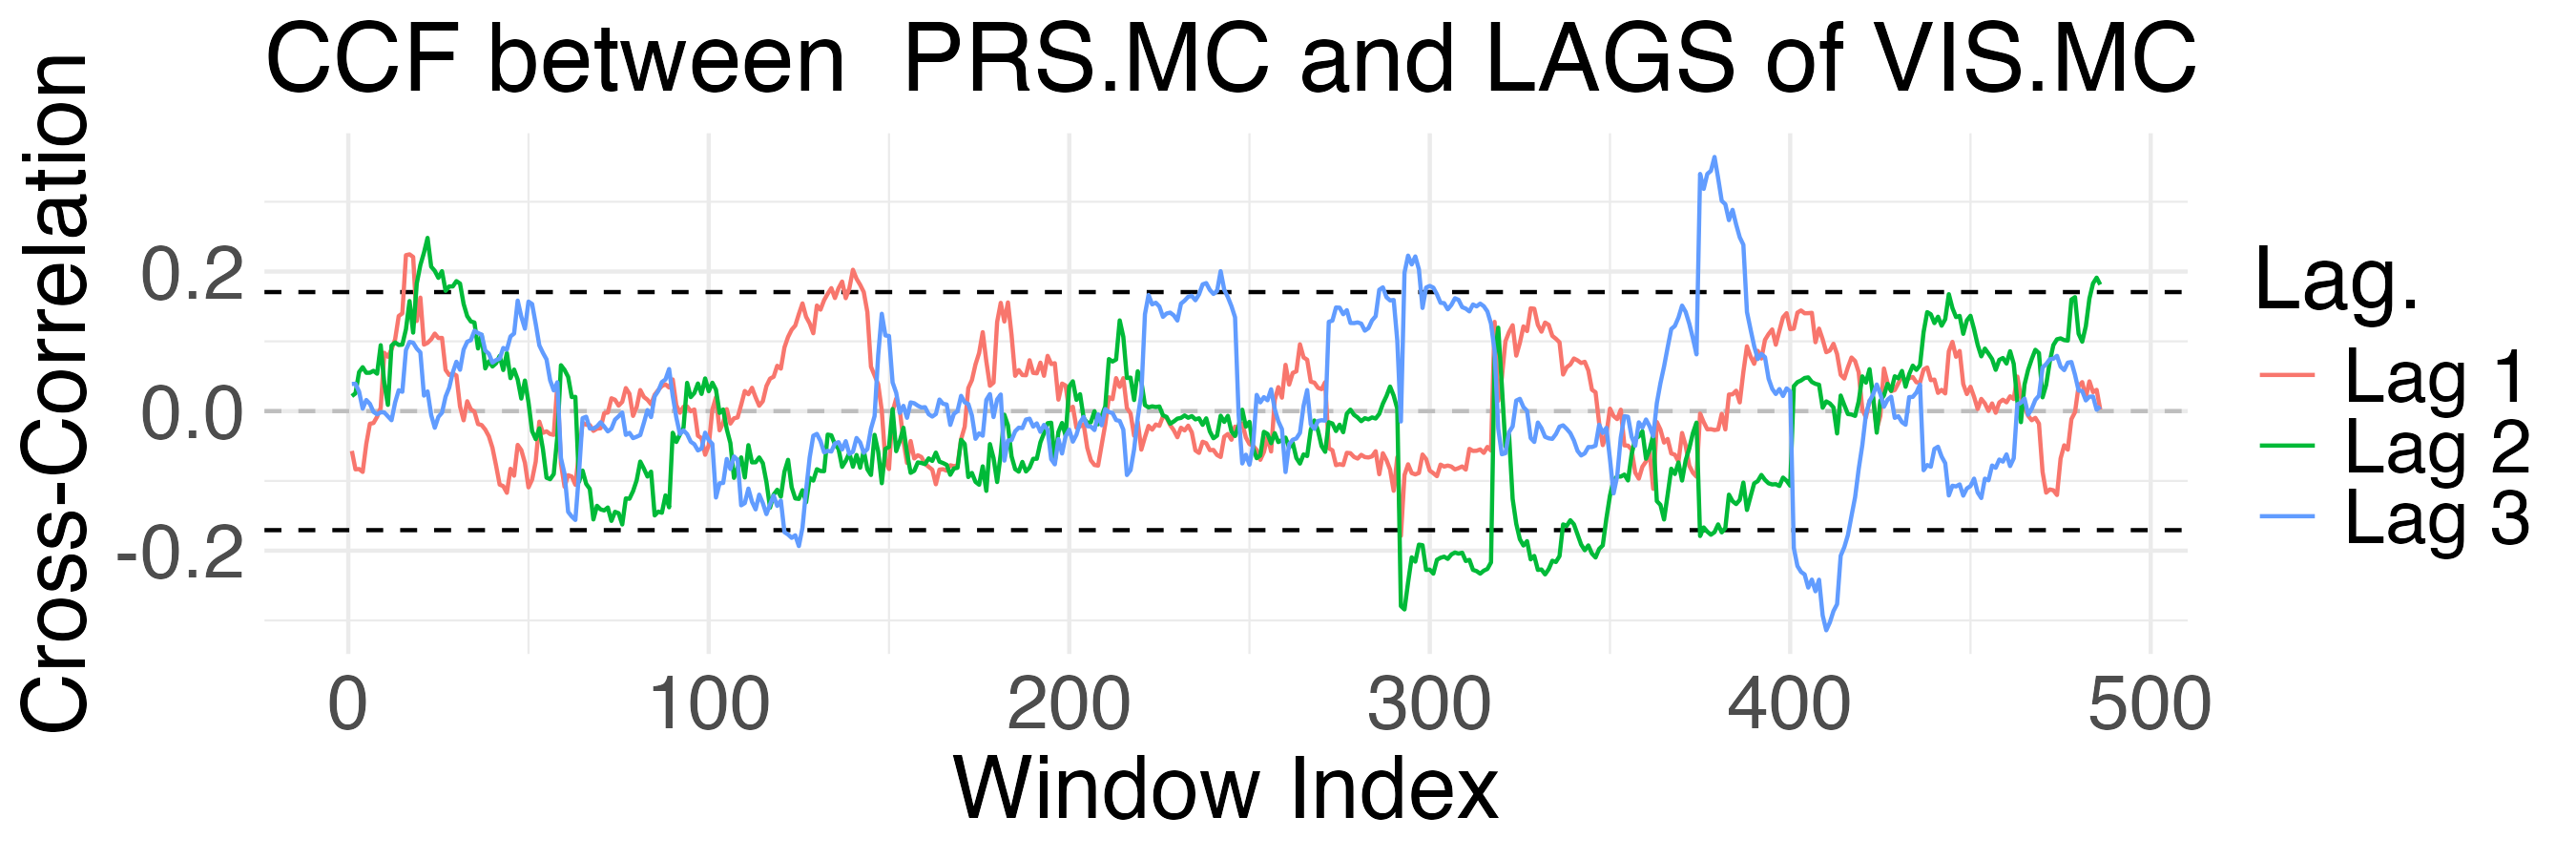 CCF between  PRS.MC and LAGS of VIS.MC
Cross-Correlation
0.2
0.0
-0.2
0 100 200 300 400 500
Window Index
Lag.
Lag 1
Lag 2
Lag 3